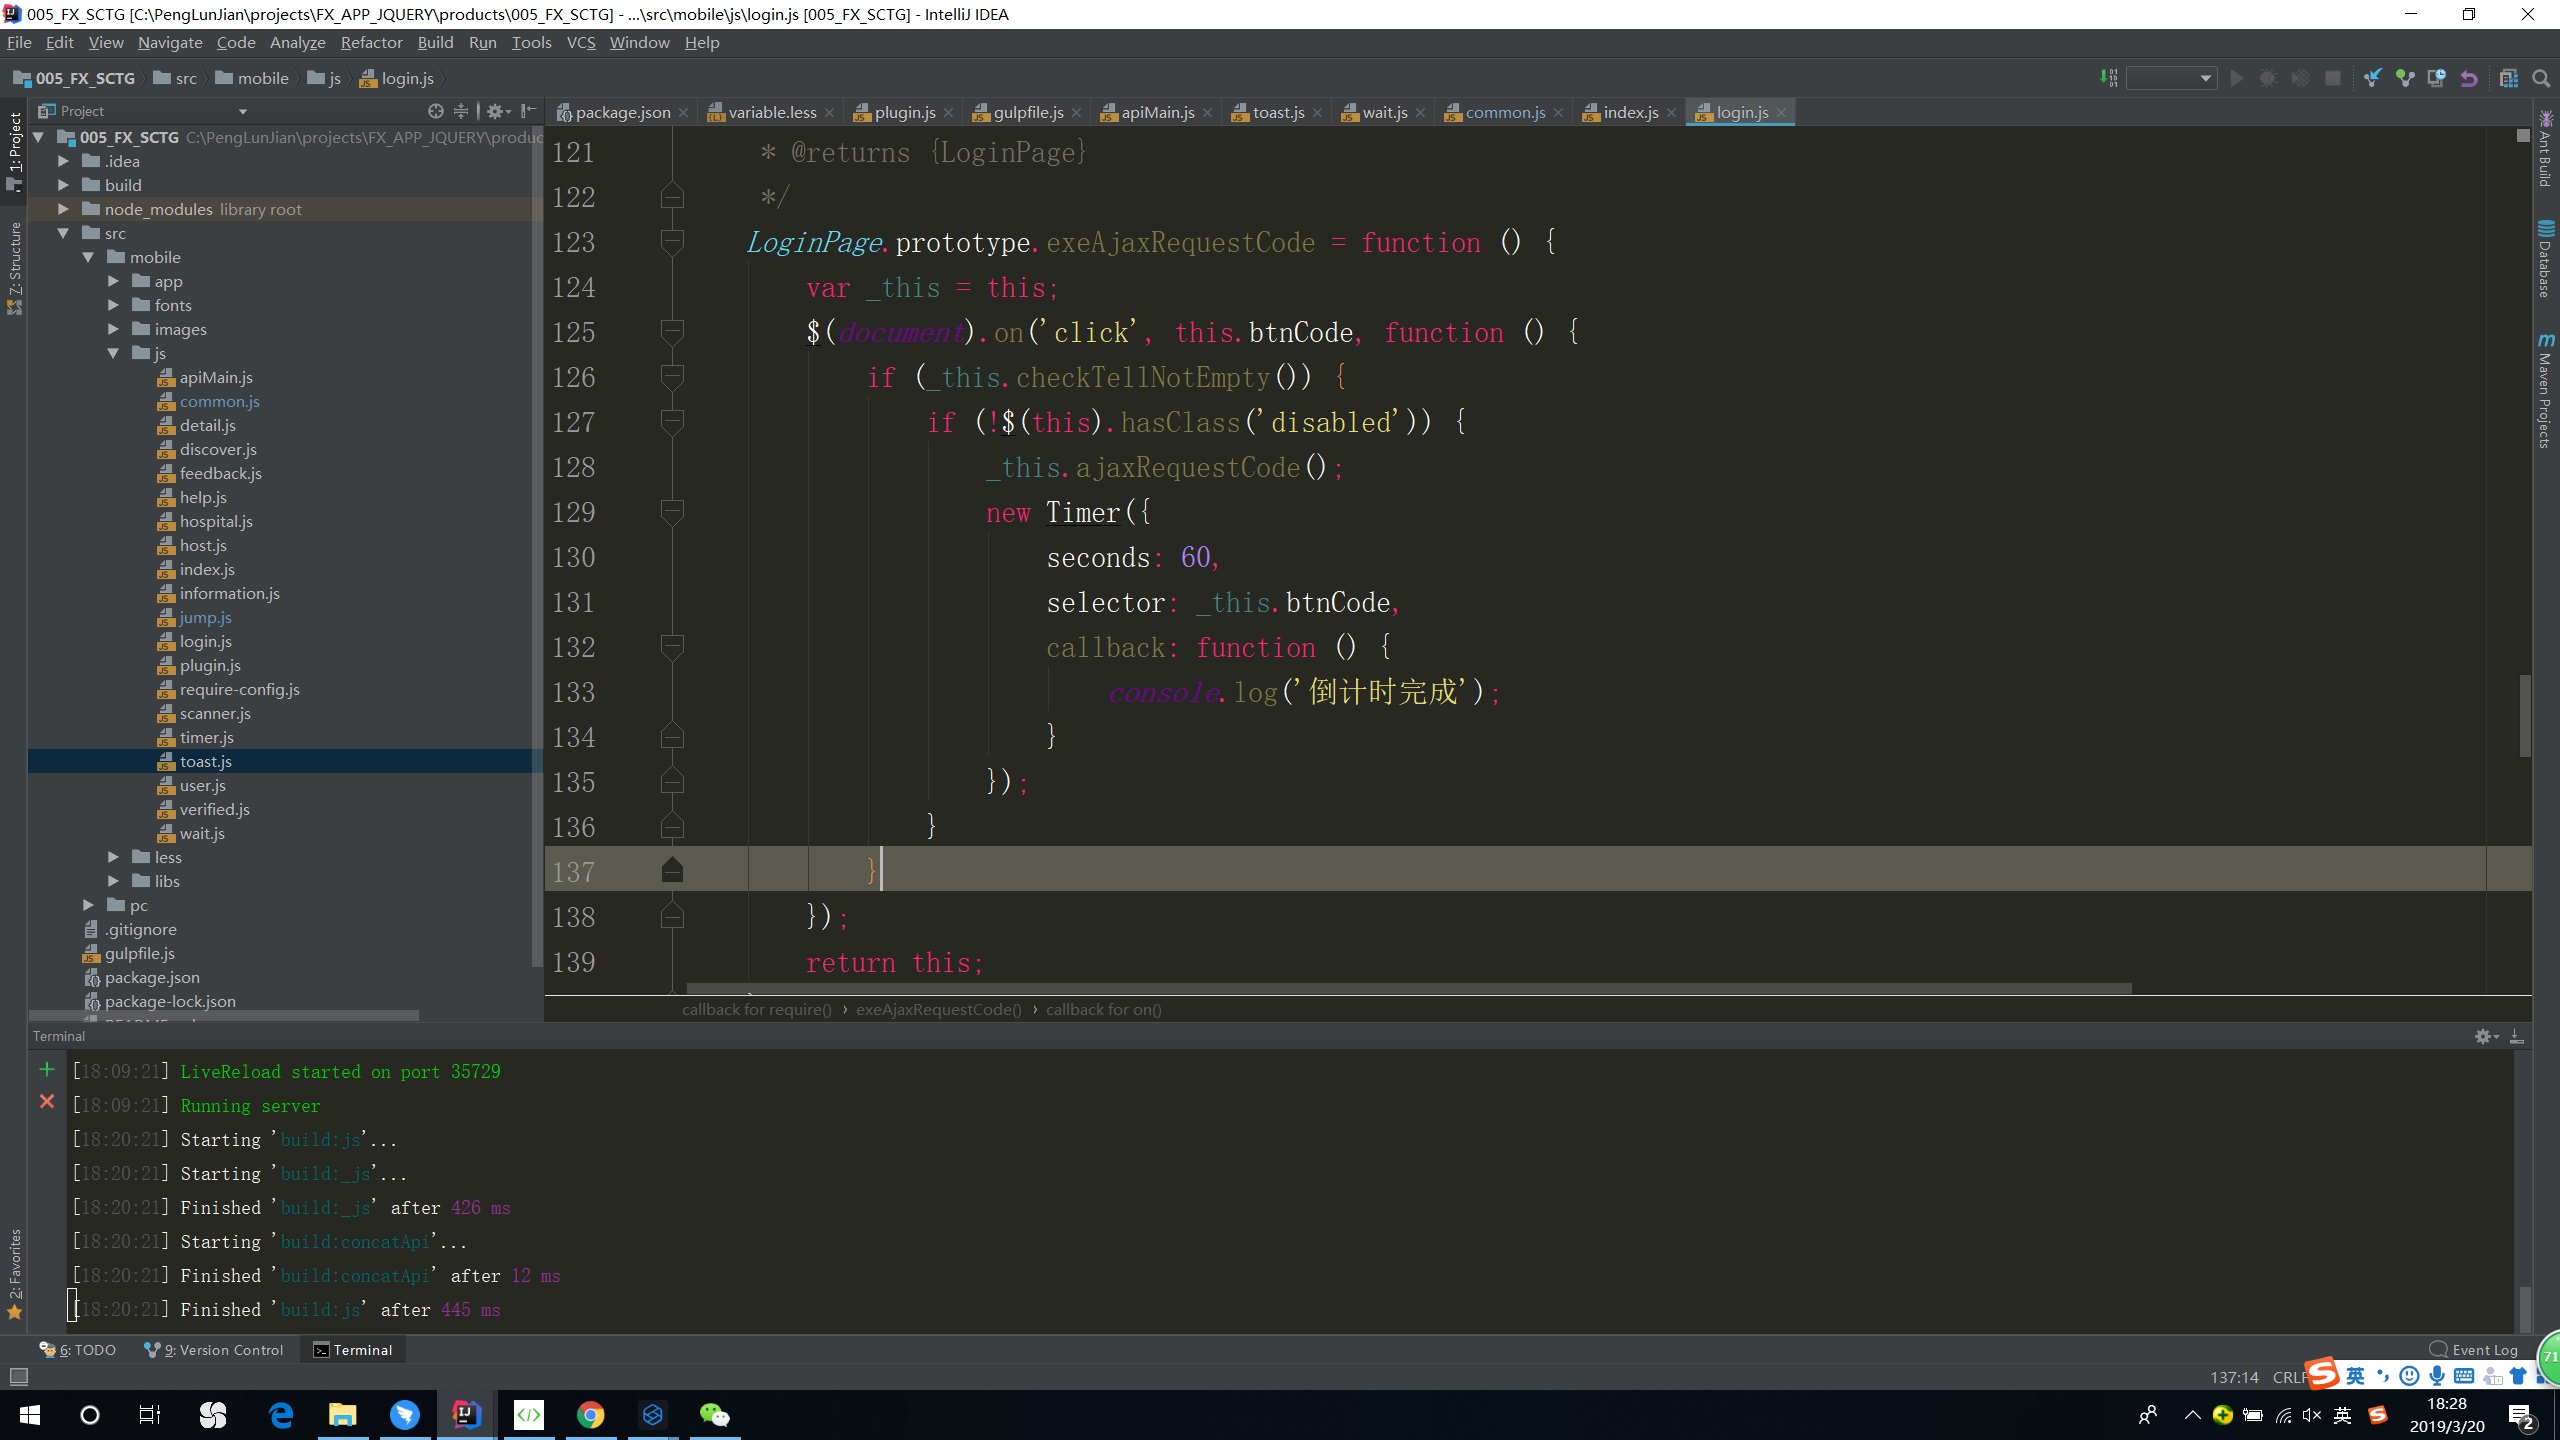 005_FX_SCTG [C:\PengLunJian\projects\FX_APP_JQUERY\products\005_FX_SCTG] - ...\src\mobile\js\login.js [005_FX_SCTG] - IntelliJ IDEA
File Edit View Navigate Code Analyze Refactor Build Run Tools VCS Window Help
005_FX_SCTG src mobile js login.js
Project
package.json variable.less plugin.js gulpfile.js apiMain.js toast.js wait.js common.js index.js login.js
1: Project
Z: Structure
2: Favorites
005_FX_SCTG C:\PengLunJian\projects\FX_APP_JQUERY\produc
.idea
build
node_modules library root
src
mobile
app
fonts
images
js
apiMain.js
common.js
detail.js
discover.js
feedback.js
help.js
hospital.js
host.js
index.js
information.js
jump.js
login.js
plugin.js
require-config.js
scanner.js
timer.js
toast.js
user.js
verified.js
wait.js
less
libs
pc
.gitignore
gulpfile.js
package.json
package-lock.json
121 * @returns {LoginPage}
122 */
123 LoginPage.prototype.exeAjaxRequestCode = function () {
124 var _this = this;
125 $(document).on('click', this.btnCode, function () {
126 if (_this.checkTellNotEmpty()) {
127 if (!$(this).hasClass('disabled')) {
128 _this.ajaxRequestCode();
129 new Timer({
130 seconds: 60,
131 selector: _this.btnCode,
132 callback: function () {
133 console.log('倒计时完成');
134 }
135 });
136 }
137 }
138 });
139 return this;
callback for require() › exeAjaxRequestCode() › callback for on()
Ant Build
Database
Maven Projects
Terminal
[18:09:21] LiveReload started on port 35729
[18:09:21] Running server
[18:20:21] Starting 'build:js'...
[18:20:21] Starting 'build:_js'...
[18:20:21] Finished 'build:_js' after 426 ms
[18:20:21] Starting 'build:concatApi'...
[18:20:21] Finished 'build:concatApi' after 12 ms
[18:20:21] Finished 'build:js' after 445 ms
6: TODO 9: Version Control Terminal
Event Log
71
137:14 CRLF
英
英
18:28
2019/3/20
2